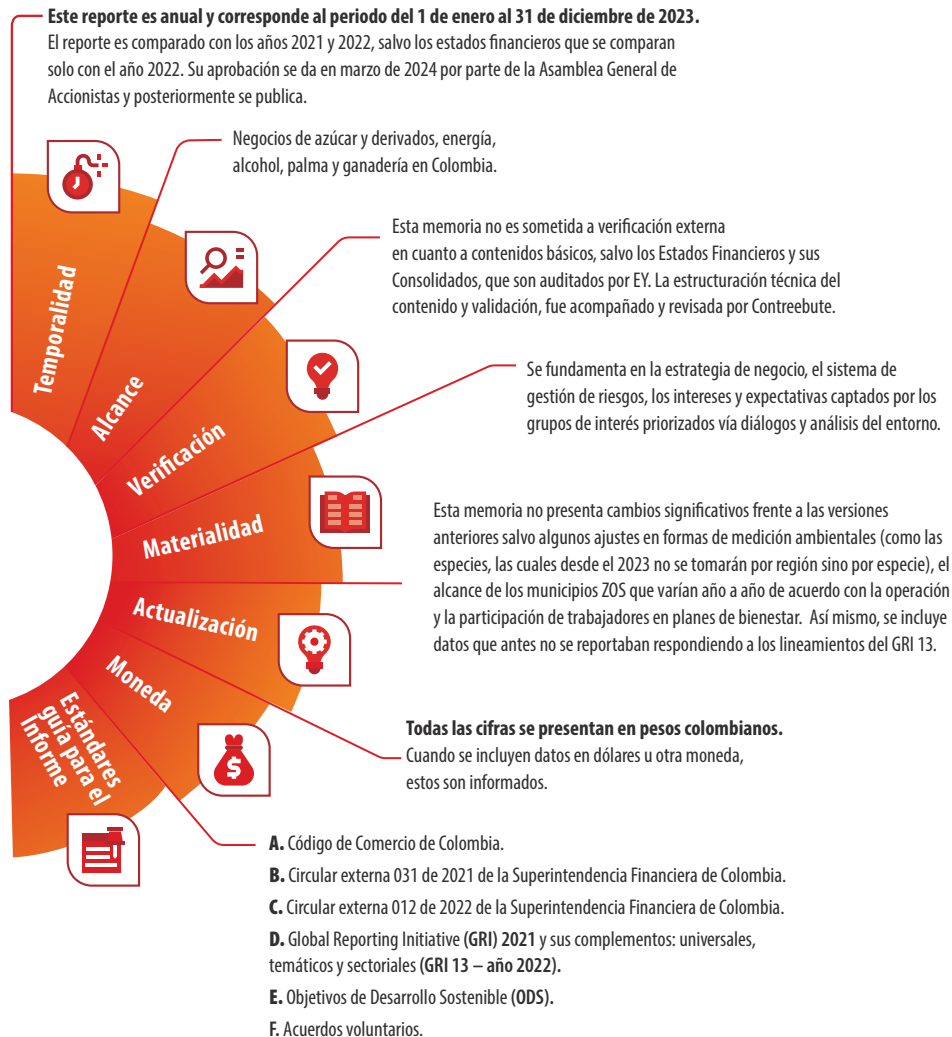 Este reporte es anual y corresponde al periodo del 1 de enero al 31 de diciembre de 2023.
El reporte es comparado con los años 2021 y 2022, salvo los estados financieros que se comparan
solo con el año 2022. Su aprobación se da en marzo de 2024 por parte de la Asamblea General de
Accionistas y posteriormente se publica.
Temporalidad
Negocios de azúcar y derivados, energía,
alcohol, palma y ganadería en Colombia.
Alcance
Esta memoria no es sometida a verificación externa
en cuanto a contenidos básicos, salvo los Estados Financieros y sus
Consolidados, que son auditados por EY. La estructuración técnica del
contenido y validación, fue acompañado y revisada por Contreebute.
Verificación
Se fundamenta en la estrategia de negocio, el sistema de
gestión de riesgos, los intereses y expectativas captados por los
grupos de interés priorizados vía diálogos y análisis del entorno.
Materialidad
Esta memoria no presenta cambios significativos frente a las versiones
anteriores salvo algunos ajustes en formas de medición ambientales (como las
especies, las cuales desde el 2023 no se tomarán por región sino por especie), el
alcance de los municipios ZOS que varían año a año de acuerdo con la operación
y la participación de trabajadores en planes de bienestar. Así mismo, se incluye
datos que antes no se reportaban respondiendo a los lineamientos del GRI 13.
Actualización
Todas las cifras se presentan en pesos colombianos.
Cuando se incluyen datos en dólares u otra moneda,
estos son informados.
Moneda
$
Estándares
guía para el
Informe
A. Código de Comercio de Colombia.
B. Circular externa 031 de 2021 de la Superintendencia Financiera de Colombia.
C. Circular externa 012 de 2022 de la Superintendencia Financiera de Colombia.
D. Global Reporting Initiative (GRI) 2021 y sus complementos: universales,
temáticos y sectoriales (GRI 13 – año 2022).
E. Objetivos de Desarrollo Sostenible (ODS).
F. Acuerdos voluntarios.